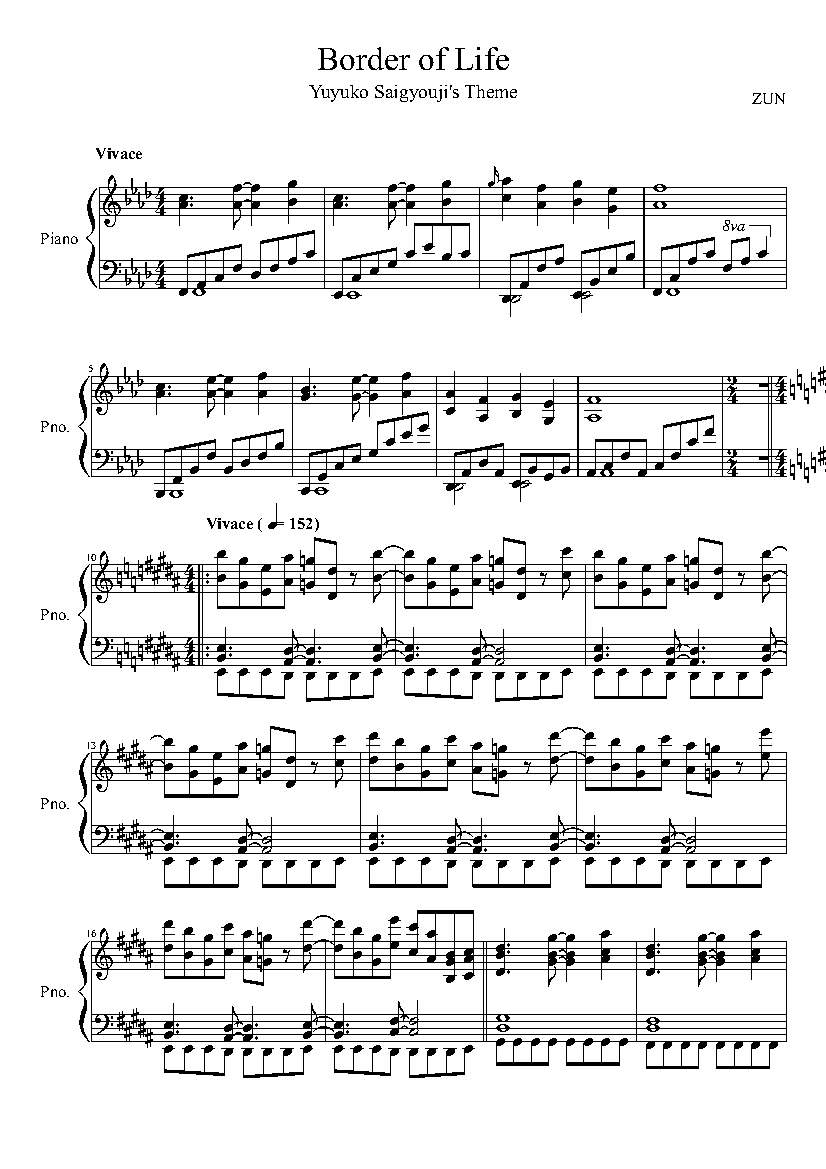 Border of Life
Yuyuko Saigyouji's Theme
ZUN
Vivace
Piano
8va
5
Pno.
Vivace ( ♩ = 152)
10
Pno.
13
Pno.
16
Pno.